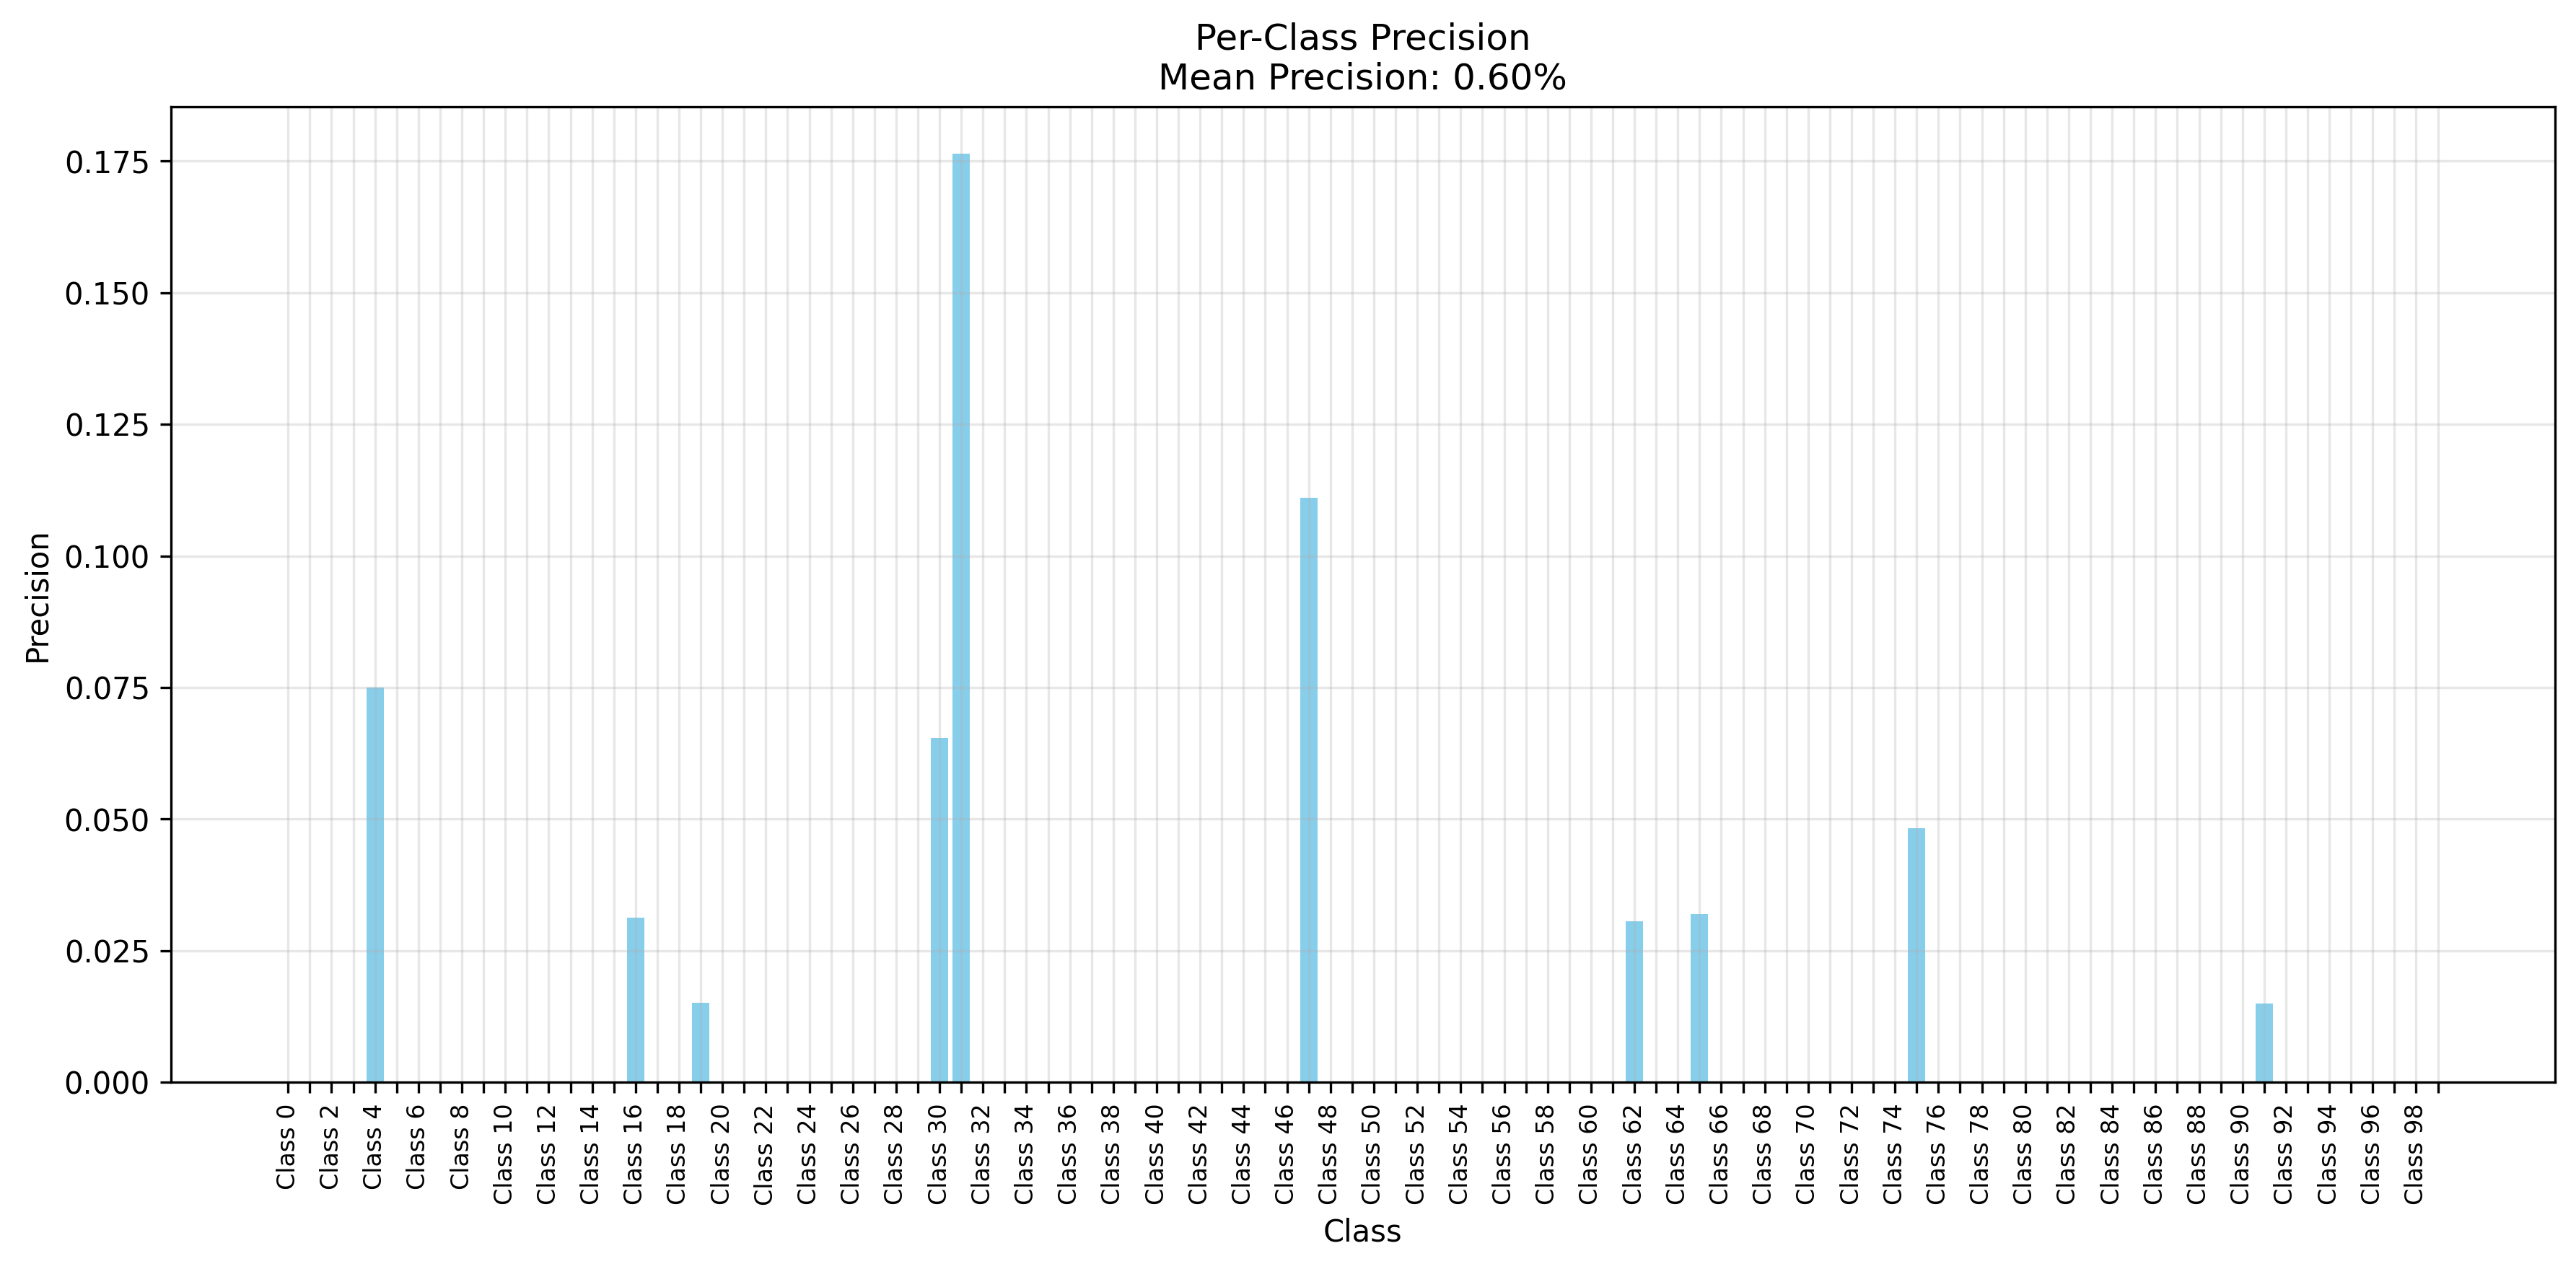 Per-Class Precision
Mean Precision: 0.60%
Precision
0.175
0.150
0.125
0.100
0.075
0.050
0.025
0.000
Class 0
Class 2
Class 4
Class 6
Class 8
Class 10
Class 12
Class 14
Class 16
Class 18
Class 20
Class 22
Class 24
Class 26
Class 28
Class 30
Class 32
Class 34
Class 36
Class 38
Class 40
Class 42
Class 44
Class 46
Class 48
Class 50
Class 52
Class 54
Class 56
Class 58
Class 60
Class 62
Class 64
Class 66
Class 68
Class 70
Class 72
Class 74
Class 76
Class 78
Class 80
Class 82
Class 84
Class 86
Class 88
Class 90
Class 92
Class 94
Class 96
Class 98
Class